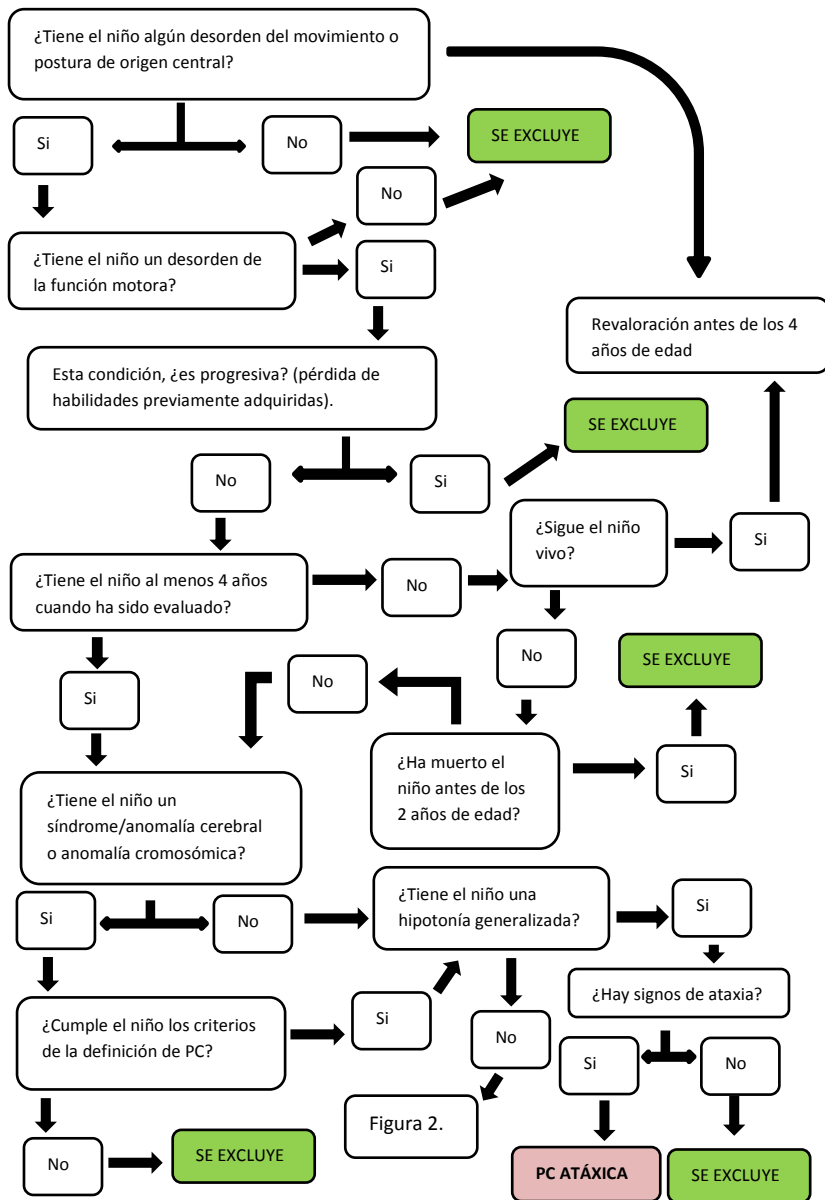 ¿Tiene el niño algún desorden del movimiento o
postura de origen central?
Si
No
SE EXCLUYE
No
¿Tiene el niño un desorden de
la función motora?
Si
Revaloración antes de los 4
años de edad
Esta condición, ¿es progresiva? (pérdida de
habilidades previamente adquiridas).
SE EXCLUYE
No
Si
¿Sigue el niño
vivo?
Si
¿Tiene el niño al menos 4 años
cuando ha sido evaluado?
No
No
SE EXCLUYE
Si
No
¿Ha muerto el
niño antes de los
2 años de edad?
Si
¿Tiene el niño un
síndrome/anomalía cerebral
o anomalía cromosómica?
Si
No
¿Tiene el niño una
hipotonía generalizada?
Si
¿Hay signos de ataxia?
¿Cumple el niño los criterios
de la definición de PC?
Si
No
Si
No
Figura 2.
No
SE EXCLUYE
PC ATÁXICA
SE EXCLUYE